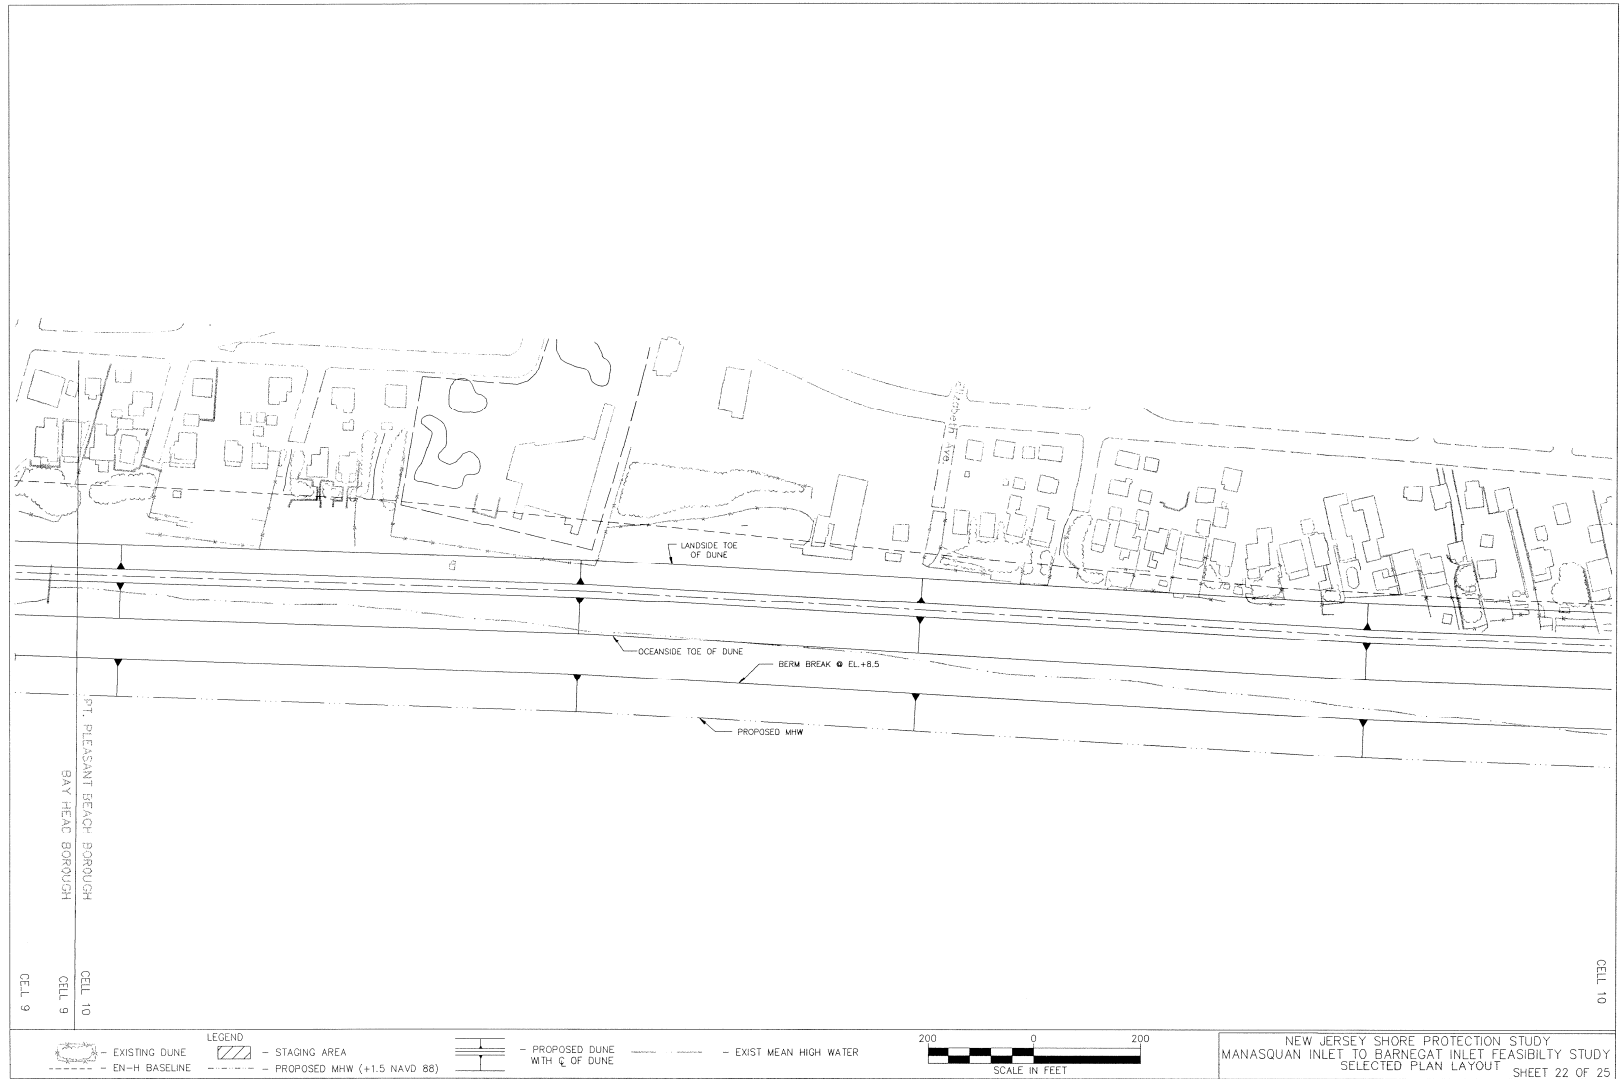 Elizabeth Ave.
LANDSIDE TOE
OF DUNE
OCEANSIDE TOE OF DUNE
BERM BREAK @ EL.+8.5
PROPOSED MHW
PT. PLEASANT BEACH BOROUGH
BAY HEAD BOROUGH
CELL 9
CELL 9
CELL 10
CELL 10
LEGEND
- EXISTING DUNE
- STAGING AREA
- PROPOSED DUNE
WITH ℄ OF DUNE
- EXIST MEAN HIGH WATER
- EN-H BASELINE
- PROPOSED MHW (+1.5 NAVD 88)
200 0 200
SCALE IN FEET
NEW JERSEY SHORE PROTECTION STUDY
MANASQUAN INLET TO BARNEGAT INLET FEASIBILTY STUDY
SELECTED PLAN LAYOUT
SHEET 22 OF 25